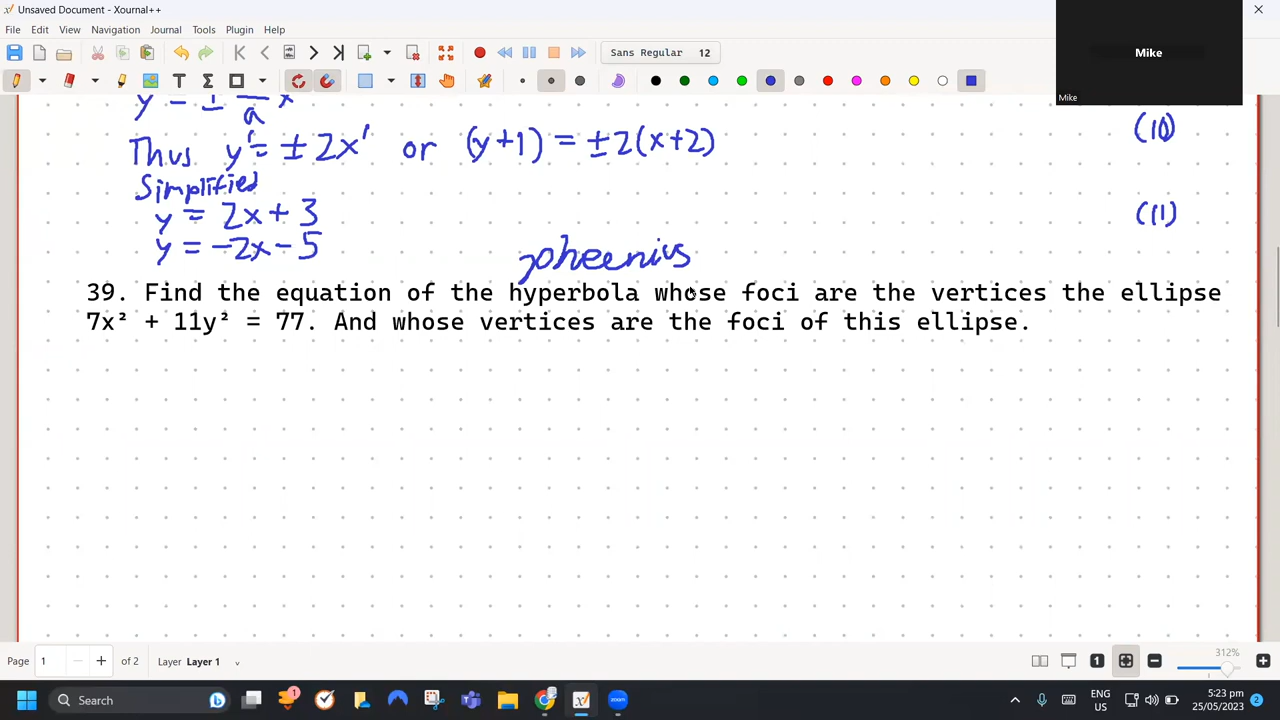 Unsaved Document - Xournal++
File Edit View Navigation Journal Tools Plugin Help
Sans Regular 12
Mike
Mike
y = ± — x
a
(10)
Thus y' = ± 2x' or (y+1) = ±2(x+2)
Simplified
y = 2x + 3
(11)
y = -2x - 5
39. Find the equation of the hyperbola whose foci are the vertices the ellipse
7x² + 11y² = 77. And whose vertices are the foci of this ellipse.
Page 1 of 2 Layer Layer 1
1
312%
Search
1
ENG
US
5:23 pm
25/05/2023
2